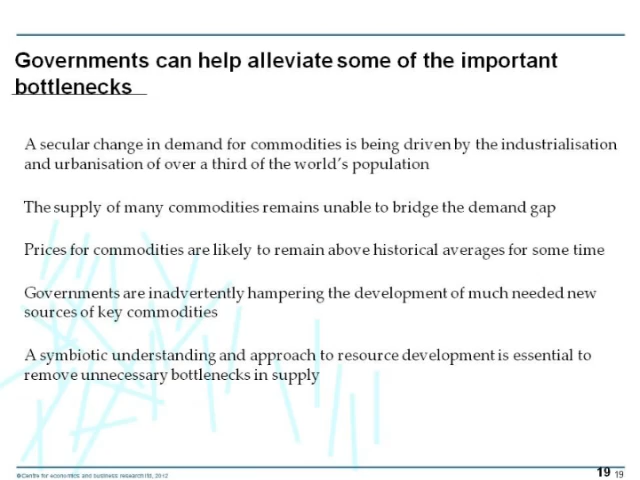 Governments can help alleviate some of the important
bottlenecks
A secular change in demand for commodities is being driven by the industrialisation
and urbanisation of over a third of the world's population
The supply of many commodities remains unable to bridge the demand gap
Prices for commodities are likely to remain above historical averages for some time
Governments are inadvertently hampering the development of much needed new
sources of key commodities
A symbiotic understanding and approach to resource development is essential to
remove unnecessary bottlenecks in supply
© Centre for economics and business research ltd, 2012
19 19